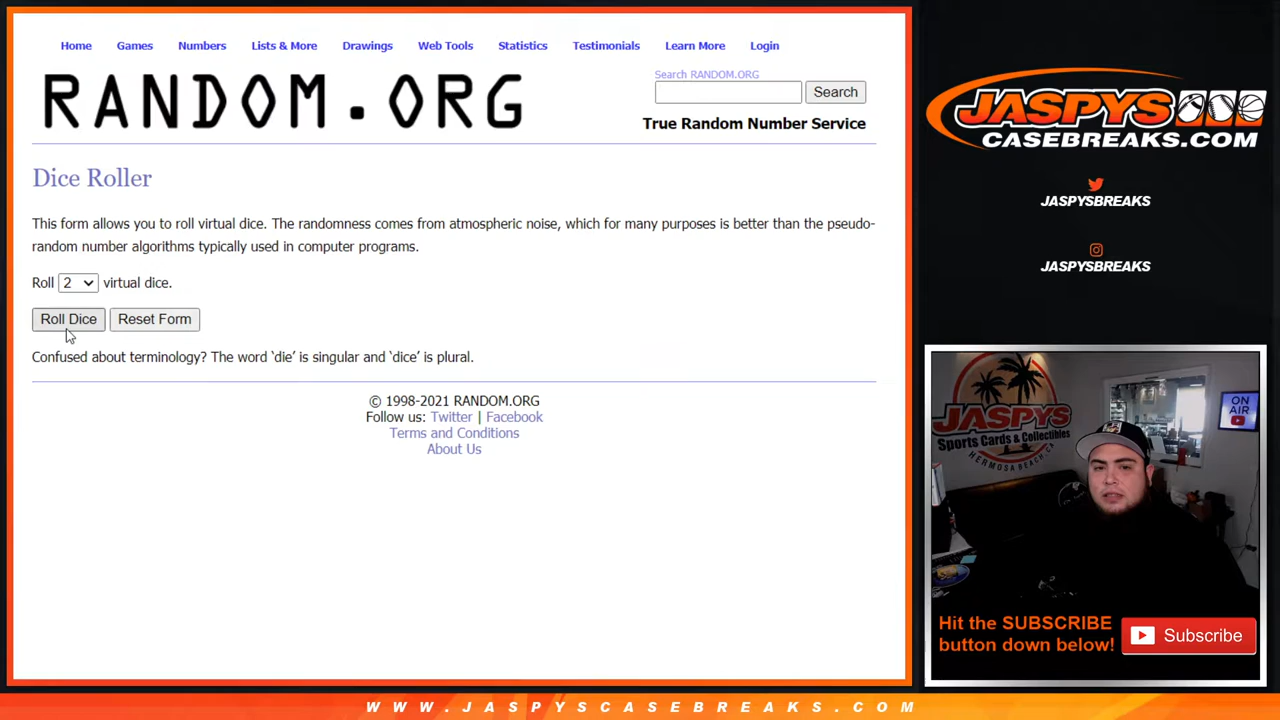 Home Games Numbers Lists & More Drawings Web Tools Statistics Testimonials Learn More Login
RANDOM.ORG
Search RANDOM.ORG
Search
True Random Number Service
Dice Roller
This form allows you to roll virtual dice. The randomness comes from atmospheric noise, which for many purposes is better than the pseudo-
random number algorithms typically used in computer programs.
Roll 2 virtual dice.
Roll Dice Reset Form
Confused about terminology? The word ‘die’ is singular and ‘dice’ is plural.
© 1998-2021 RANDOM.ORG
Follow us: Twitter | Facebook
Terms and Conditions
About Us
JASPYS
CASEBREAKS.COM
JASPYSBREAKS
JASPYSBREAKS
JASPYS
Sports Cards & Collectibles
HERMOSA BEACH, CA
ON
AIR
Hit the SUBSCRIBE
button down below!
Subscribe
WWW.JASPYSCASEBREAKS.COM